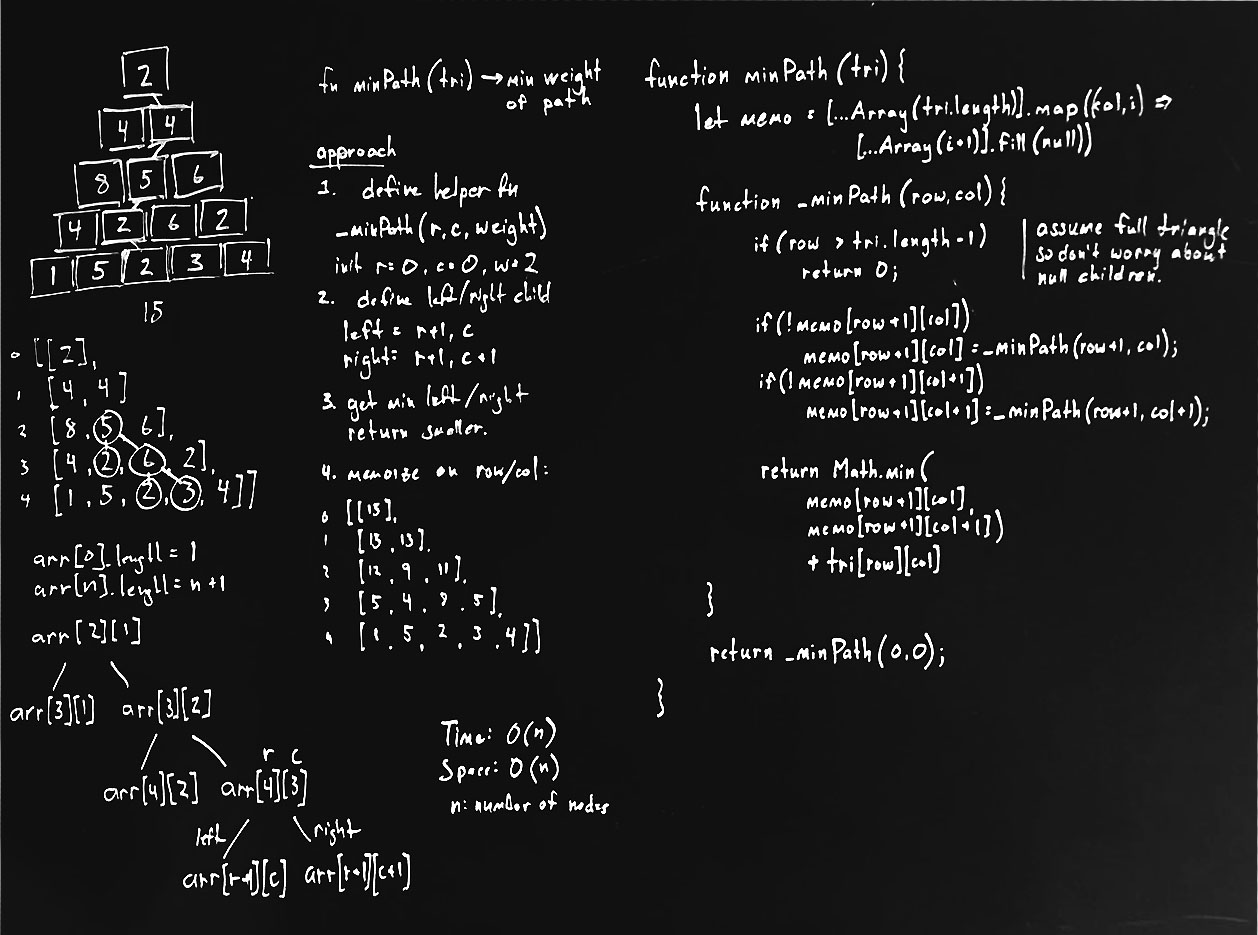 2
4 4
8 5 6
4 2 6 2
1 5 2 3 4
15
0 [[2],
1 [4, 4]
2 [8, 5, 6],
3 [4, 2, 6, 2],
4 [1, 5, 2, 3, 4]]
arr[0].length = 1
arr[n].length = n+1
arr[2][1]
arr[3][1] arr[3][2]
r c
arr[4][2] arr[4][3]
left right
arr[r+1][c] arr[r+1][c+1]
fn minPath(tri) → min weight
of path
approach
1. define helper fn
_minPath(r, c, weight)
init r=0, c=0, w=2
2. define left/right child
left = r+1, c
right= r+1, c+1
3. get min left/right
return smaller.
4. memoize on row/col:
0 [[15],
1 [13, 13],
2 [12, 9, 11],
3 [5, 4, 8, 5],
4 [1, 5, 2, 3, 4]]
Time: O(n)
Space: O(n)
n: number of nodes
function minPath(tri) {
let memo = [...Array(tri.length)].map((col,i) =>
[...Array(i+1)].fill(null))
function _minPath(row,col){
if (row > tri.length-1)
return 0;
assume full triangle
so don't worry about
null children.
if(!memo[row+1][col])
memo[row+1][col] = _minPath(row+1, col);
if(!memo[row+1][col+1])
memo[row+1][col+1] = _minPath(row+1, col+1);
return Math.min(
memo[row+1][col],
memo[row+1][col+1])
+ tri[row][col]
}
return _minPath(0,0);
}